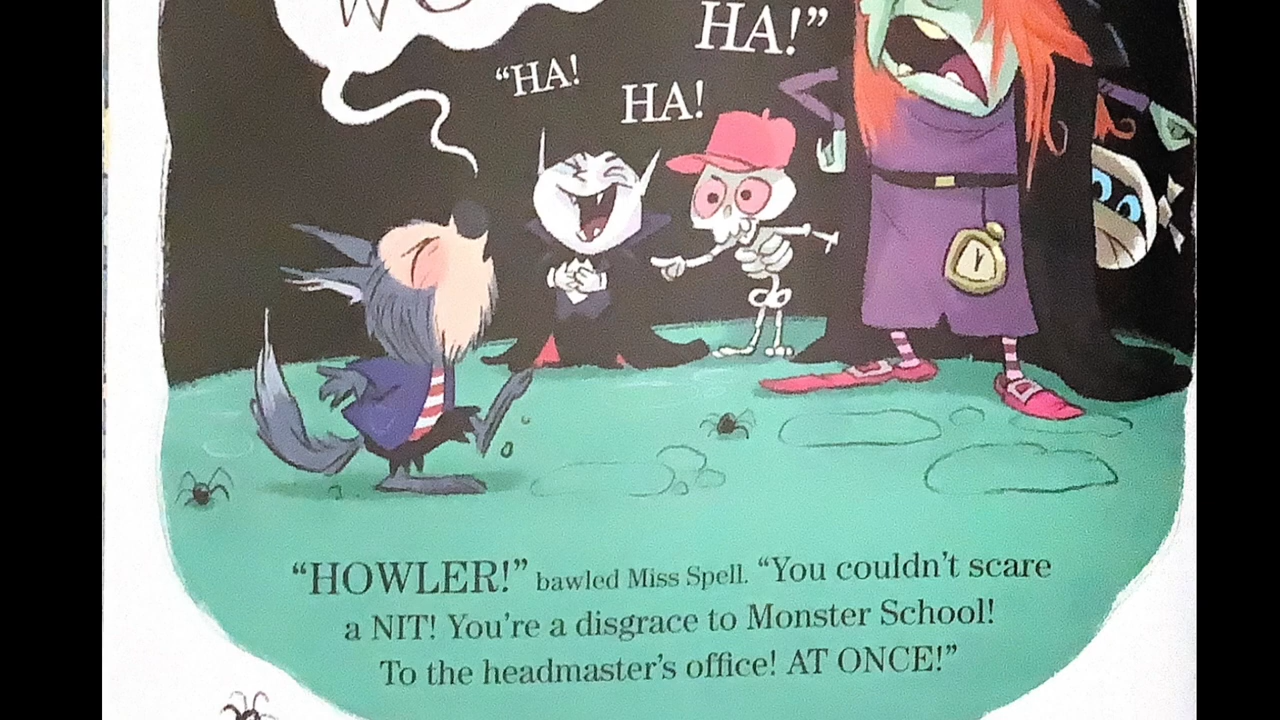 HA!”
“HA!
HA!
“HOWLER!” bawled Miss Spell. “You couldn’t scare
a NIT! You’re a disgrace to Monster School!
To the headmaster’s office! AT ONCE!”